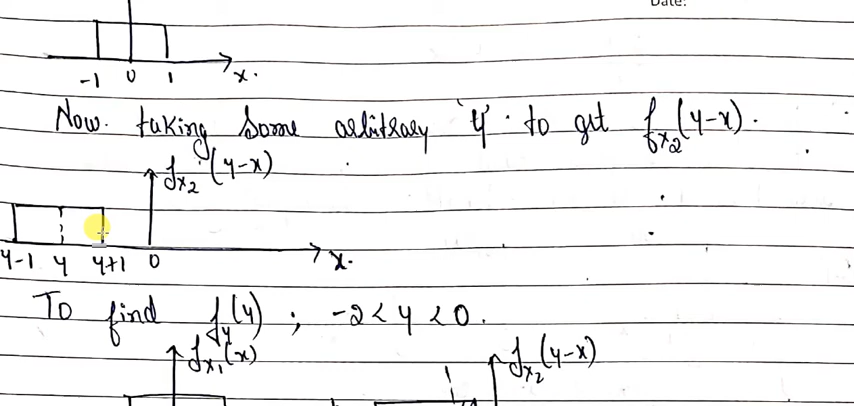 Date:
-1 0 1 x.
Now. taking some arbitrary 'y' to get f_{x_2}(y-x).
f_{x_2}(y-x)
y-1 y y+1 0 x.
To find f_y(y) ; -2 < y < 0.
f_{x_1}(x) f_{x_2}(y-x)